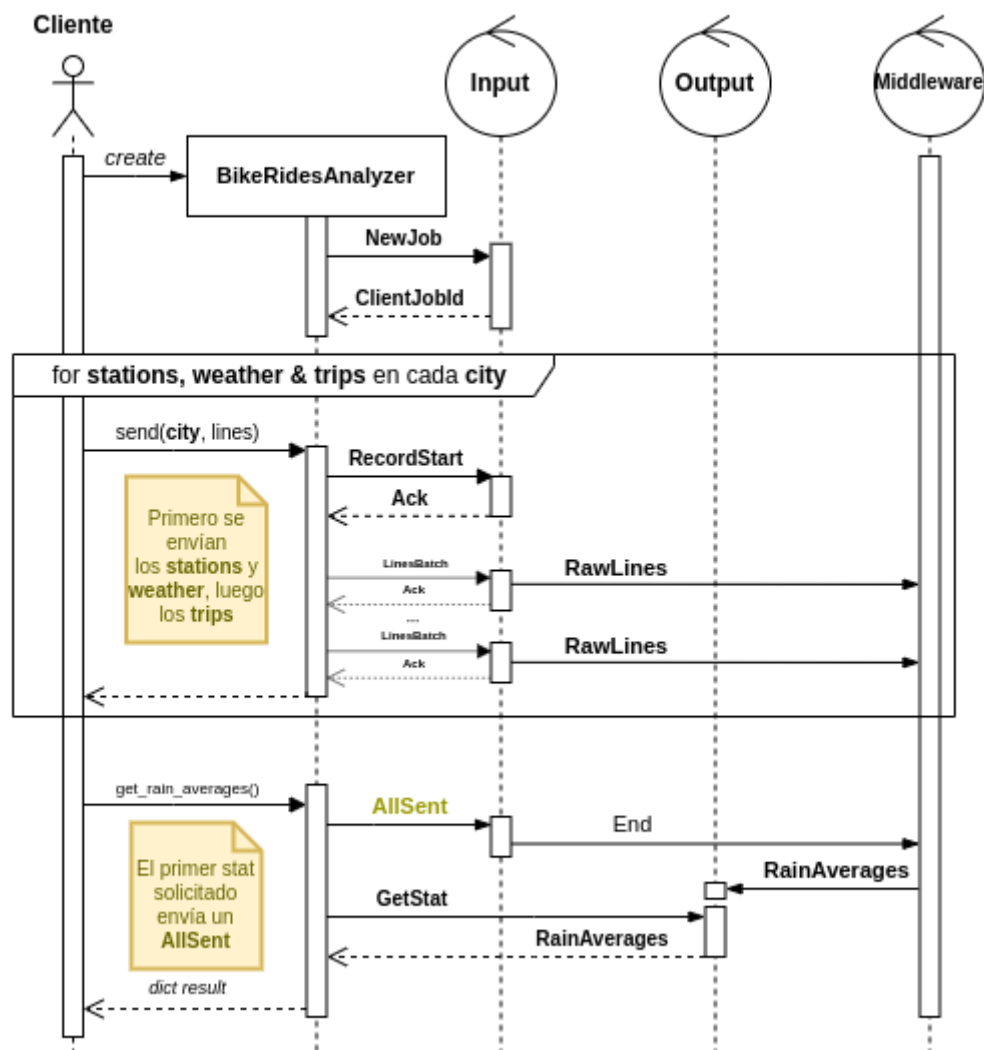 Cliente
Input
Output
Middleware
create
BikeRidesAnalyzer
NewJob
ClientJobId
for stations, weather & trips en cada city
send(city, lines)
RecordStart
Ack
Primero se
envían
los stations y
weather, luego
los trips
LinesBatch
RawLines
Ack
....
LinesBatch
RawLines
Ack
get_rain_averages()
AllSent
End
El primer stat
solicitado
envía un
AllSent
RainAverages
GetStat
RainAverages
dict result